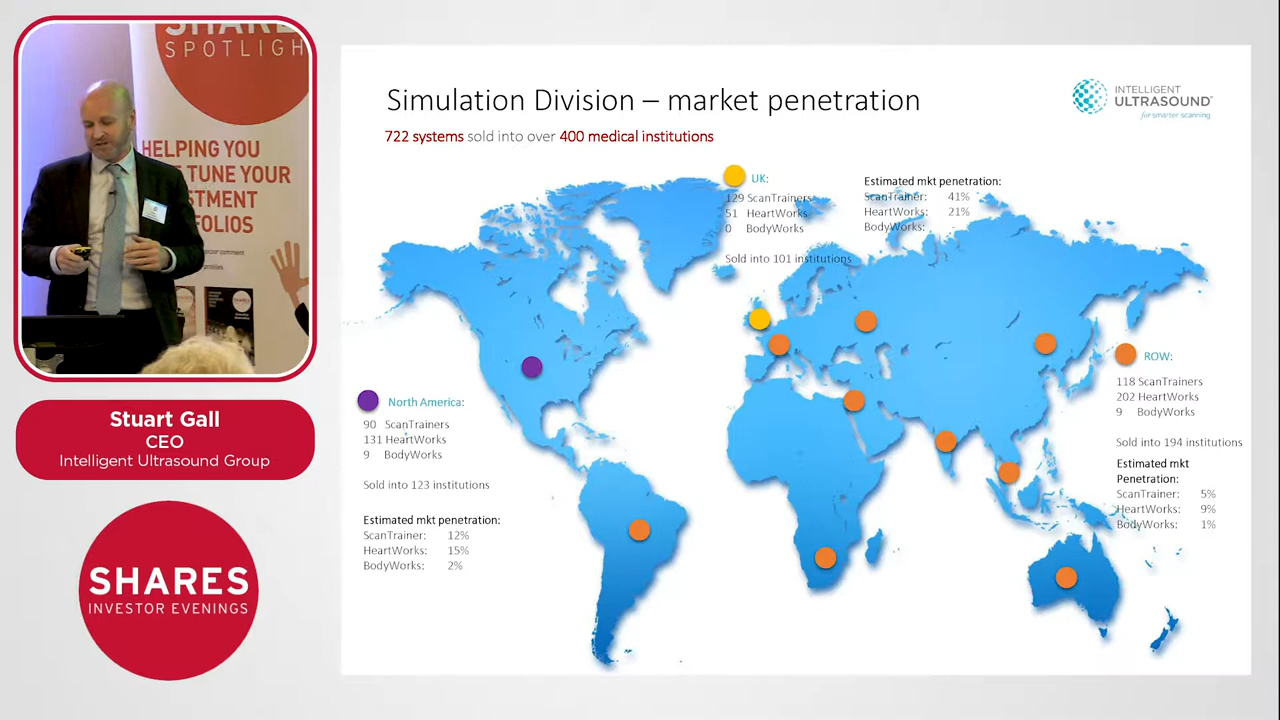 SHARES
SPOTLIGH
HELPING YOU
TUNE YOUR
FOLIOS
Stuart Gall
CEO
Intelligent Ultrasound Group
SHARES
INVESTOR EVENINGS
Simulation Division – market penetration
722 systems sold into over 400 medical institutions
INTELLIGENT
ULTRASOUND
for smarter scanning
UK:
129 ScanTrainers
51 HeartWorks
0 BodyWorks
Sold into 101 institutions
Estimated mkt penetration:
ScanTrainer: 41%
HeartWorks: 21%
BodyWorks: -
North America:
90 ScanTrainers
131 HeartWorks
9 BodyWorks
Sold into 123 institutions
Estimated mkt penetration:
ScanTrainer: 12%
HeartWorks: 15%
BodyWorks: 2%
ROW:
118 ScanTrainers
202 HeartWorks
9 BodyWorks
Sold into 194 institutions
Estimated mkt
Penetration:
ScanTrainer: 5%
HeartWorks: 9%
BodyWorks: 1%